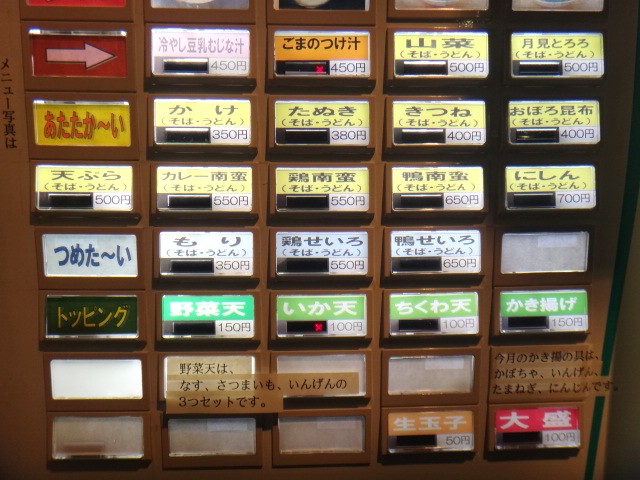 冷やし豆乳むじな汁
450円
ごまのつけ汁
450円
山菜
(そば・うどん)
500円
月見とろろ
(そば・うどん)
500円
メニュー写真は
あたたか〜い
かけ
(そば・うどん)
350円
たぬき
(そば・うどん)
380円
きつね
(そば・うどん)
400円
おぼろ昆布
(そば・うどん)
400円
天ぷら
(そば・うどん)
500円
カレー南蛮
(そば・うどん)
550円
鶏南蛮
(そば・うどん)
550円
鴨南蛮
(そば・うどん)
650円
にしん
(そば・うどん)
700円
つめた〜い
もり
(そば・うどん)
350円
鶏せいろ
(そば・うどん)
550円
鴨せいろ
(そば・うどん)
650円
トッピング
野菜天
150円
いか天
100円
ちくわ天
100円
かき揚げ
150円
野菜天は、
なす、さつまいも、いんげんの
3つセットです。
今月のかき揚の具は、
かぼちゃ、いんげん、
たまねぎ、にんじんです。
生玉子
50円
大盛
100円